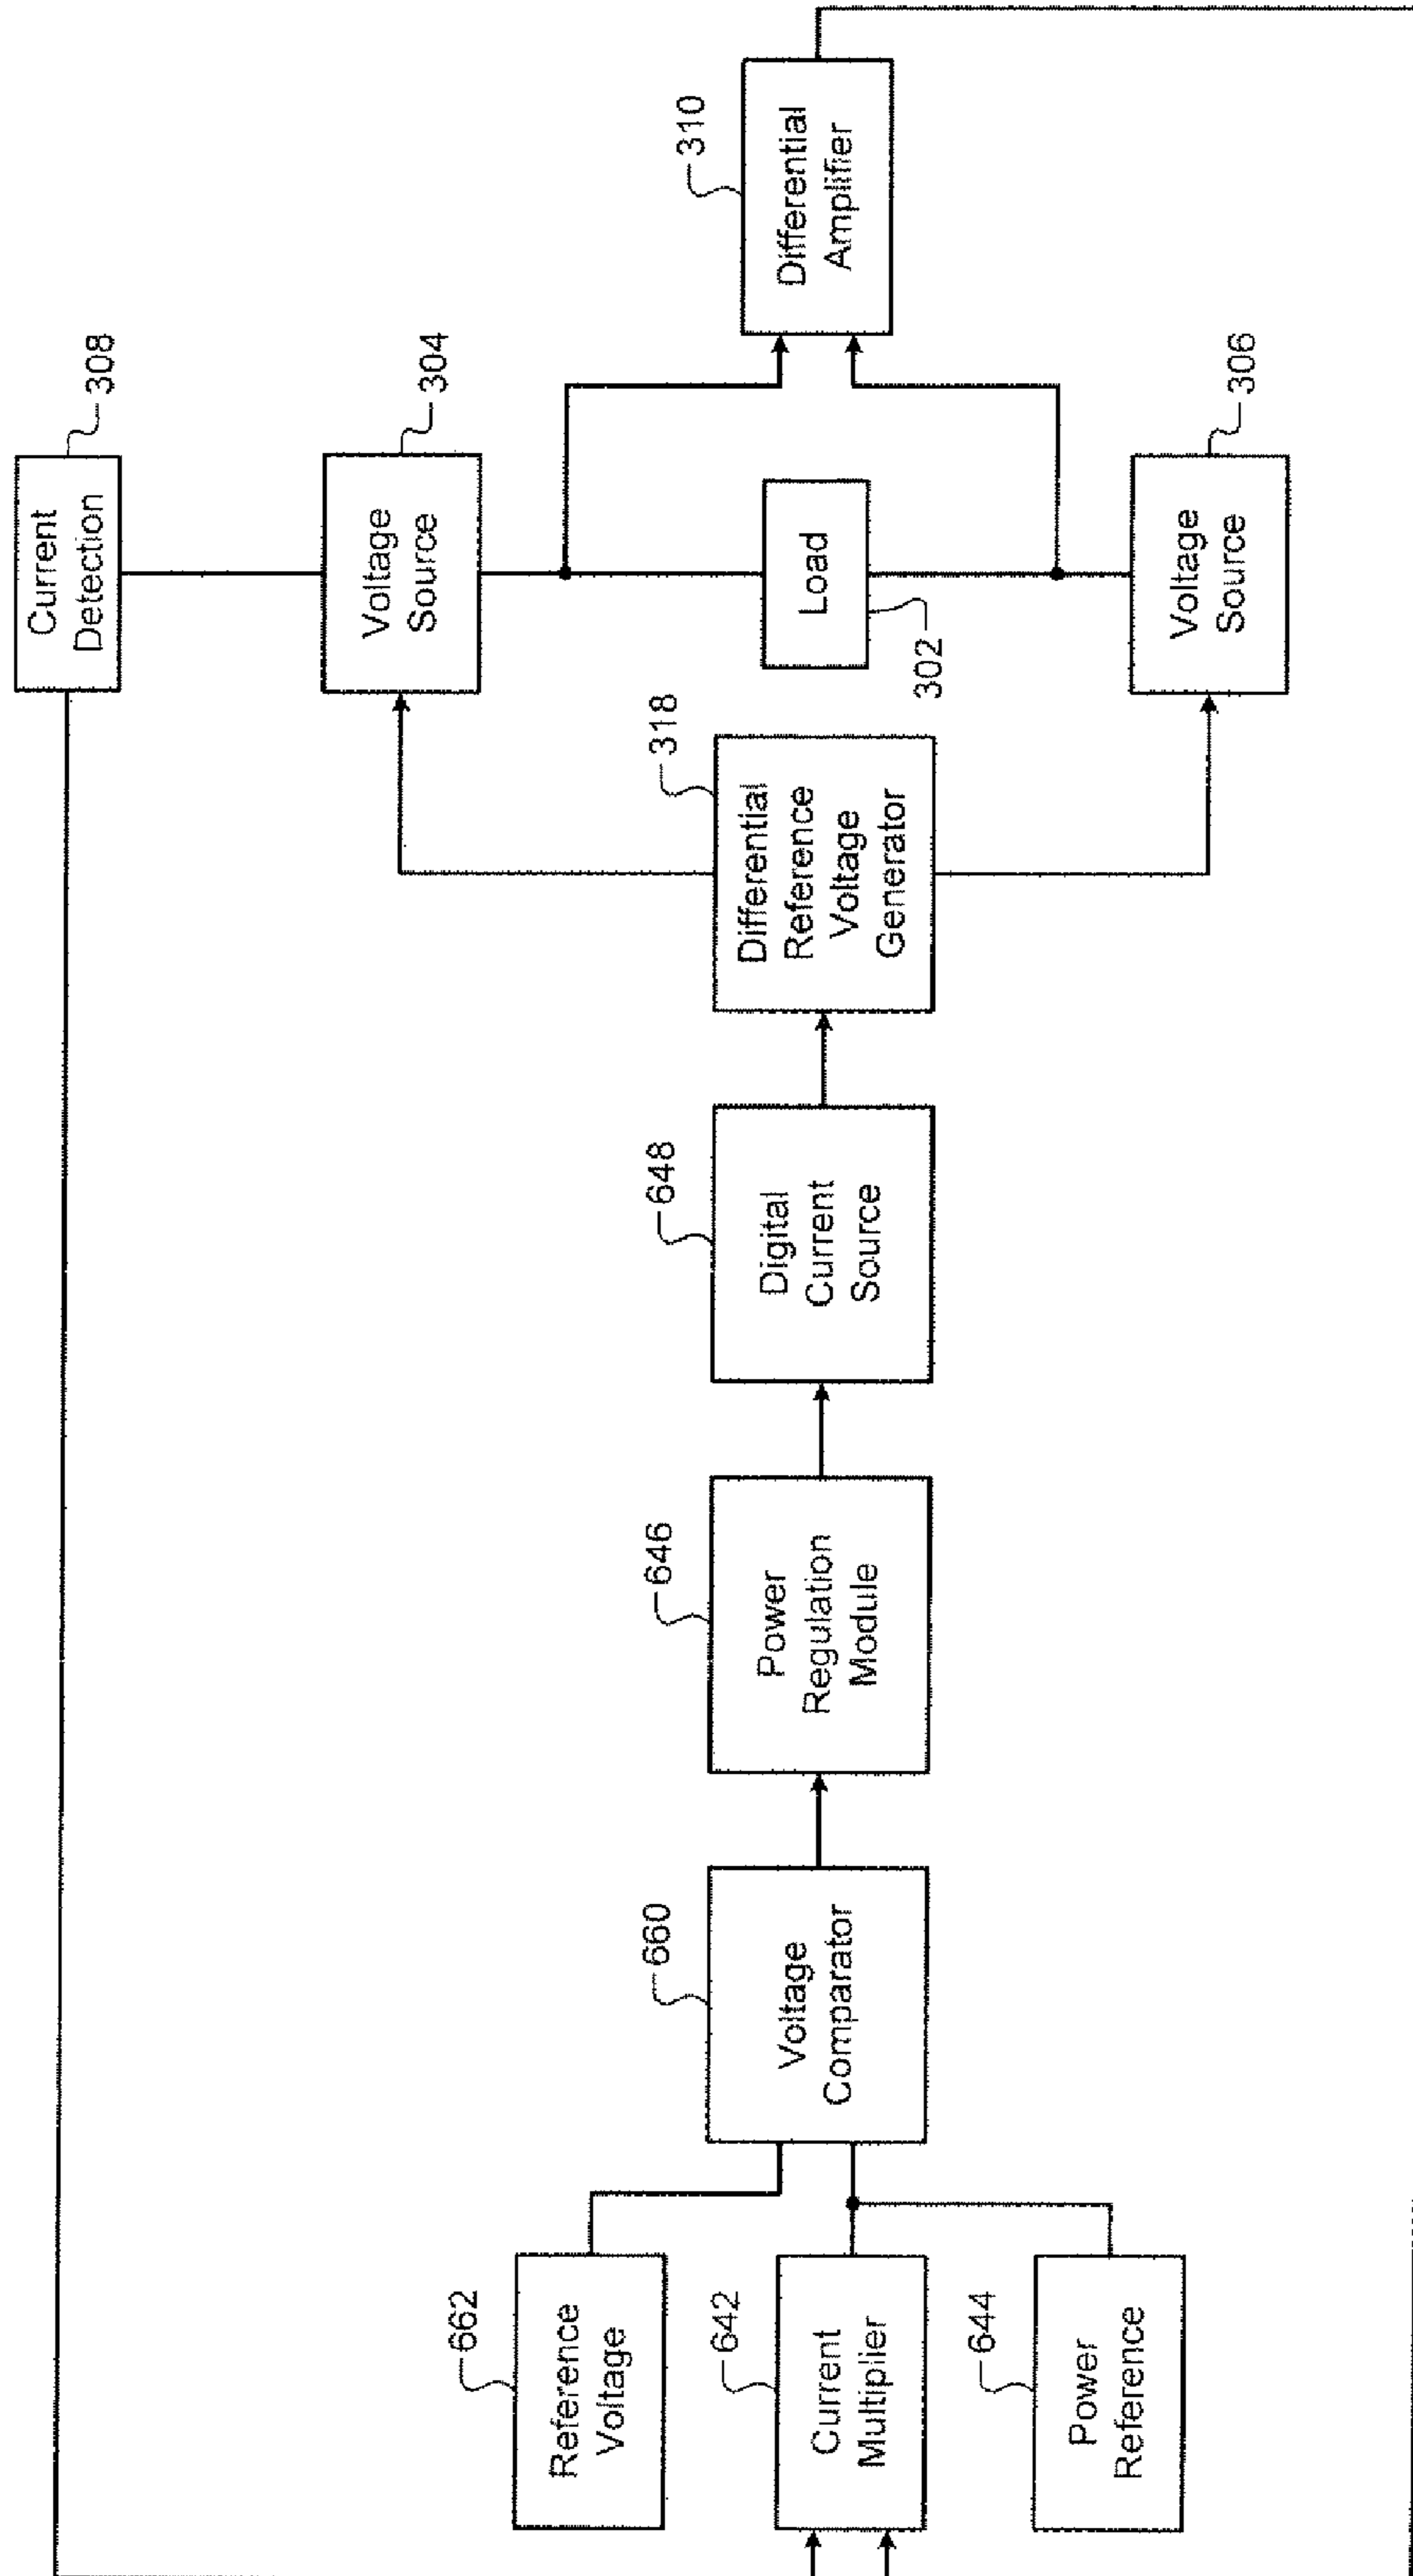 662
Reference
Voltage
642
Current
Multiplier
644
Power
Reference
660
Voltage
Comparator
646
Power
Regulation
Module
648
Digital
Current
Source
318
Differential
Reference
Voltage
Generator
Current
Detection
308
Voltage
Source
304
Load
302
Voltage
Source
306
310
Differential
Amplifier